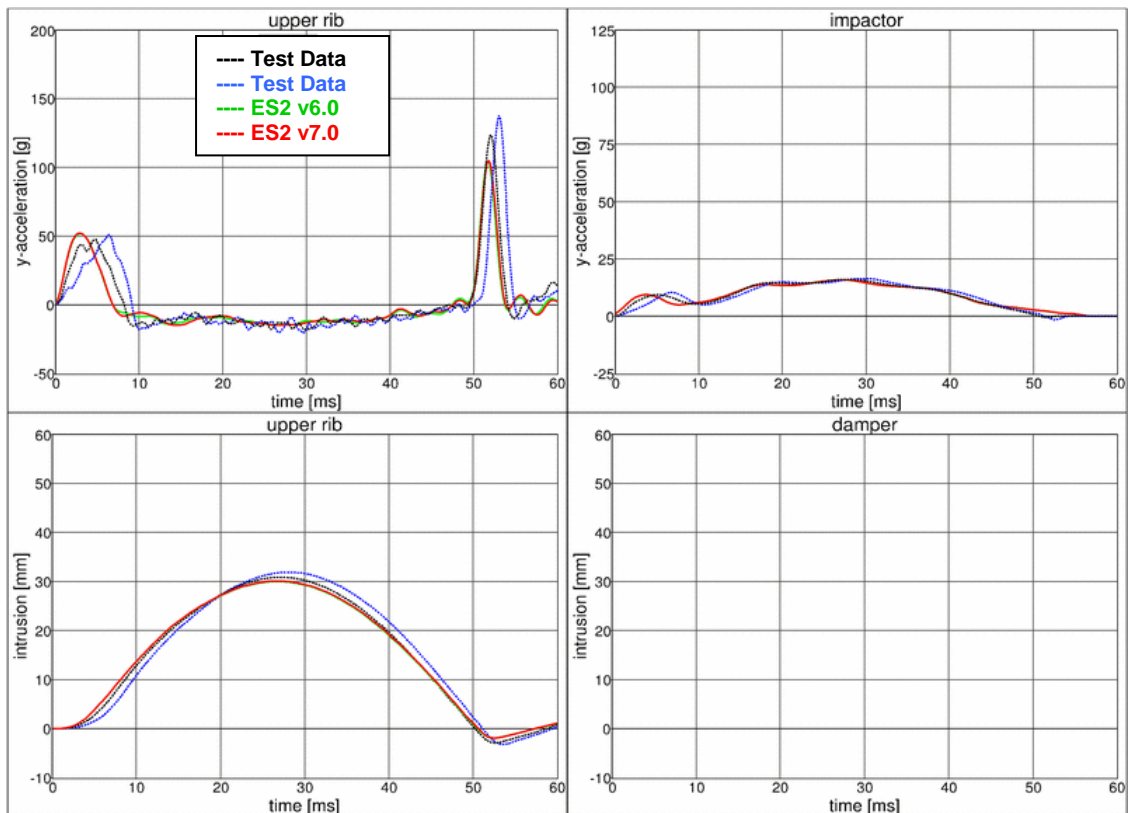 upper rib
200
150
100
50
0
-50
y-acceleration [g]
Test Data
Test Data
ES2 v6.0
ES2 v7.0
0 10 20 30 40 50 60
time [ms]
impactor
125
100
75
50
25
0
-25
y-acceleration [g]
0 10 20 30 40 50 60
time [ms]
upper rib
60
50
40
30
20
10
0
-10
intrusion [mm]
0 10 20 30 40 50 60
time [ms]
damper
60
50
40
30
20
10
0
-10
intrusion [mm]
0 10 20 30 40 50 60
time [ms]